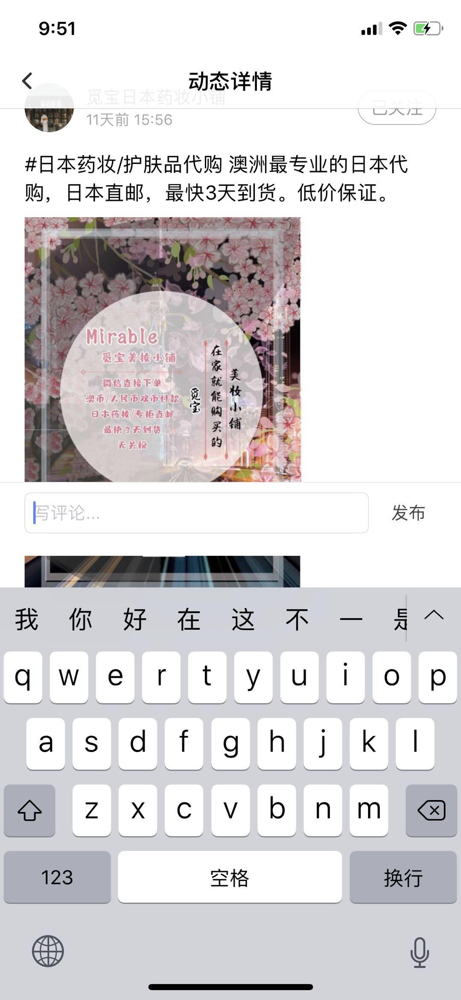 9:51
动态详情
觅宝日本药妆小铺
已关注
11天前 15:56
#日本药妆/护肤品代购 澳洲最专业的日本代
购，日本直邮，最快3天到货。低价保证。
Mirable
觅宝美妆小铺
微信直接下单
澳币/人民币双币付款
日本药妆/专柜直邮
最快3天到货
无关税
觅宝
在家就能购买的
美妆小铺
写评论...
发布
我 你 好 在 这 不 一 是
q w e r t y u i o p
a s d f g h j k l
z x c v b n m
123 空格 换行